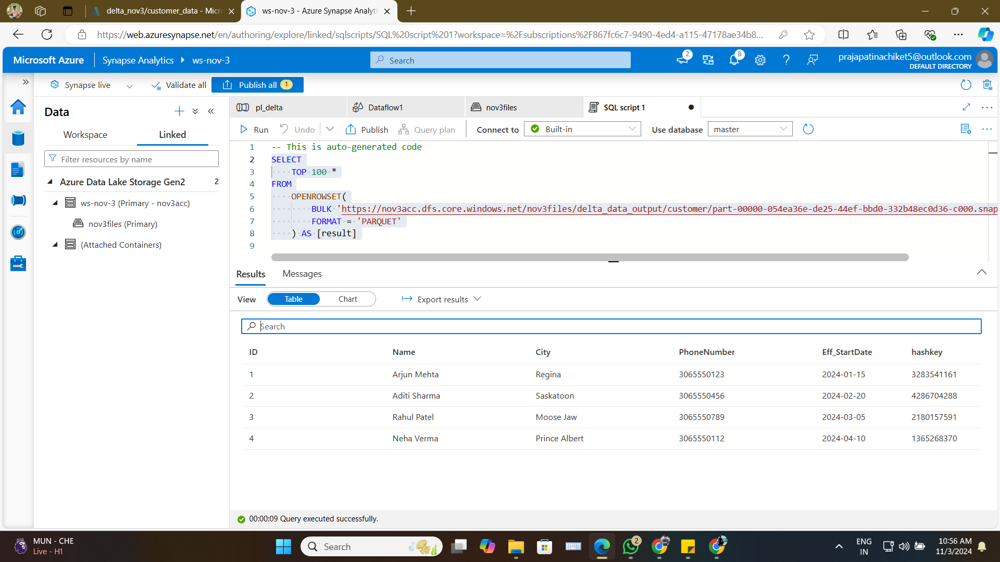 delta_nov3/customer_data - Micr
ws-nov-3 - Azure Synapse Analyti
https://web.azuresynapse.net/en/authoring/explore/linked/sqlscripts/SQL%20script%201?workspace=%2Fsubscriptions%2F867fc6c7-9490-4ed4-a115-47178ae34b8...
Microsoft Azure
Synapse Analytics
ws-nov-3
Search
2
8
prajapatinachiket5@outlook.com
DEFAULT DIRECTORY
Synapse live
Validate all
Publish all 1
Data
Workspace
Linked
Filter resources by name
Azure Data Lake Storage Gen2 2
ws-nov-3 (Primary - nov3acc)
nov3files (Primary)
(Attached Containers)
pl_delta
Dataflow1
nov3files
SQL script 1
Run
Undo
Publish
Query plan
Connect to
Built-in
Use database
master
1 -- This is auto-generated code
2 SELECT
3 ····TOP·100·*
4 FROM
5 ····OPENROWSET(
6 ········BULK·'https://nov3acc.dfs.core.windows.net/nov3files/delta_data_output/customer/part-00000-054ea36e-de25-44ef-bbd0-332b48ec0d36-c000.snap
7 ········FORMAT·=·'PARQUET'
8 ····)·AS·[result]
9
Results
Messages
View
Table
Chart
Export results
Search
ID Name City PhoneNumber Eff_StartDate hashkey
1 Arjun Mehta Regina 3065550123 2024-01-15 3283541161
2 Aditi Sharma Saskatoon 3065550456 2024-02-20 4286704288
3 Rahul Patel Moose Jaw 3065550789 2024-03-05 2180157591
4 Neha Verma Prince Albert 3065550112 2024-04-10 1365268370
00:00:09 Query executed successfully.
MUN - CHE
Live - H1
Search
2
ENG
IN
10:56 AM
11/3/2024